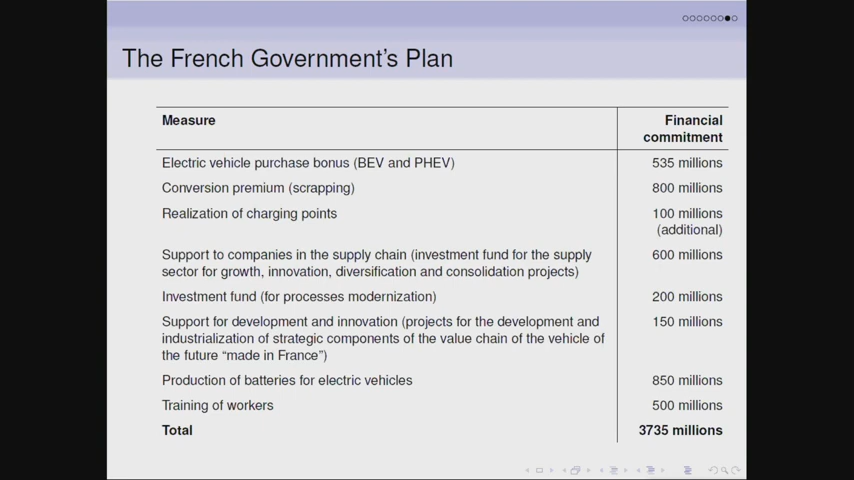 The French Government's Plan
Measure
Financial
commitment
Electric vehicle purchase bonus (BEV and PHEV)
535 millions
Conversion premium (scrapping)
800 millions
Realization of charging points
100 millions
(additional)
Support to companies in the supply chain (investment fund for the supply
600 millions
sector for growth, innovation, diversification and consolidation projects)
Investment fund (for processes modernization)
200 millions
Support for development and innovation (projects for the development and
150 millions
industrialization of strategic components of the value chain of the vehicle of
the future “made in France”)
Production of batteries for electric vehicles
850 millions
Training of workers
500 millions
Total
3735 millions